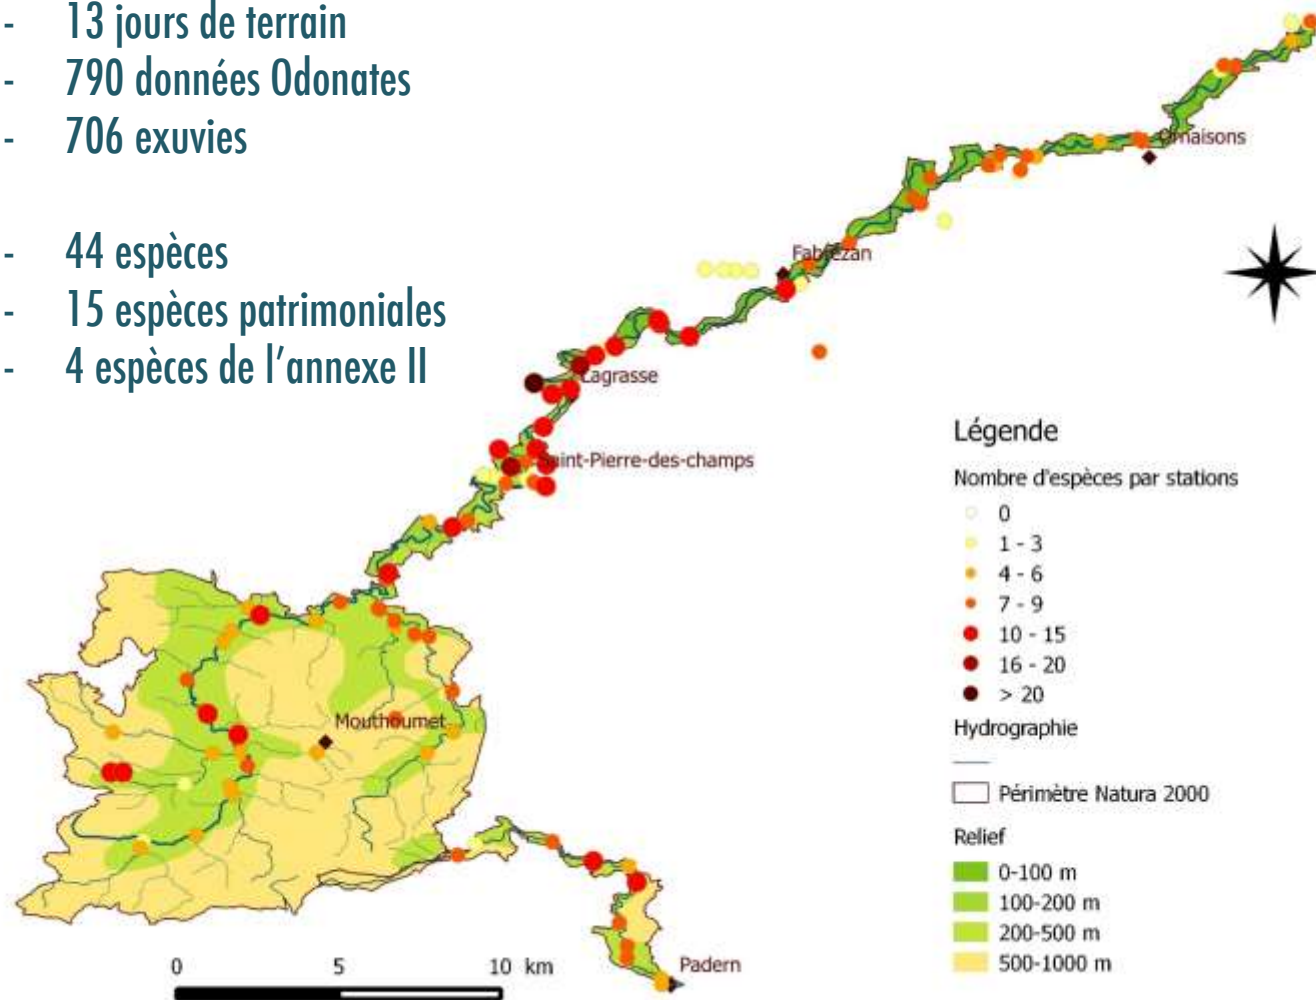 - 13 jours de terrain
- 790 données Odonates
- 706 exuvies
- 44 espèces
- 15 espèces patrimoniales
- 4 espèces de l'annexe II
Ornaisons
Fabrezan
Lagrasse
Saint-Pierre-des-champs
Mouthoumet
Padern
0 5 10 km
Légende
Nombre d'espèces par stations
0
1 - 3
4 - 6
7 - 9
10 - 15
16 - 20
> 20
Hydrographie
Périmètre Natura 2000
Relief
0-100 m
100-200 m
200-500 m
500-1000 m